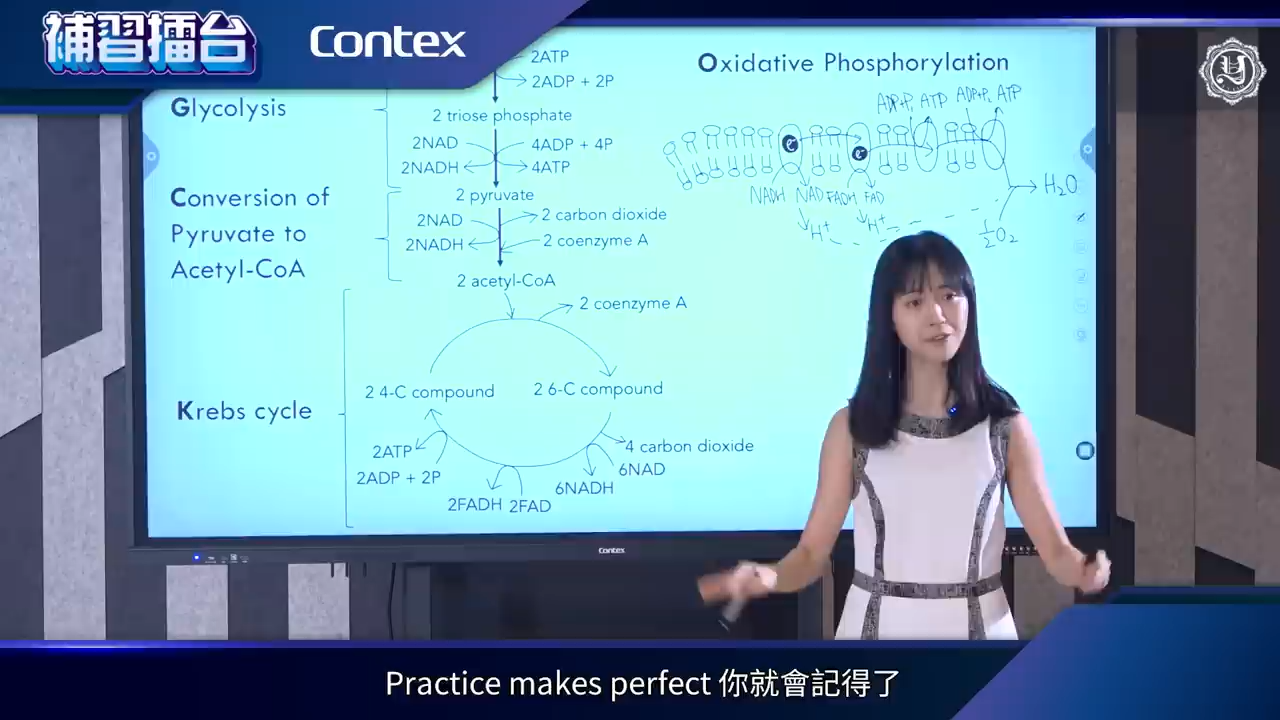 補習擂台
Contex
Glycolysis
2ATP
2ADP + 2P
2 triose phosphate
2NAD
4ADP + 4P
2NADH
4ATP
Conversion of
Pyruvate to
Acetyl-CoA
2 pyruvate
2NAD
2 carbon dioxide
2NADH
2 coenzyme A
2 acetyl-CoA
Krebs cycle
2 coenzyme A
2 4-C compound
2 6-C compound
4 carbon dioxide
6NAD
6NADH
2FAD
2FADH
2ADP + 2P
2ATP
Oxidative Phosphorylation
ADP+Pi ATP ADP+Pi ATP
e-
e-
NADH NAD FADH FAD
H+
H+
H2O
1/2 O2
Y
Contex
Practice makes perfect 你就會記得了